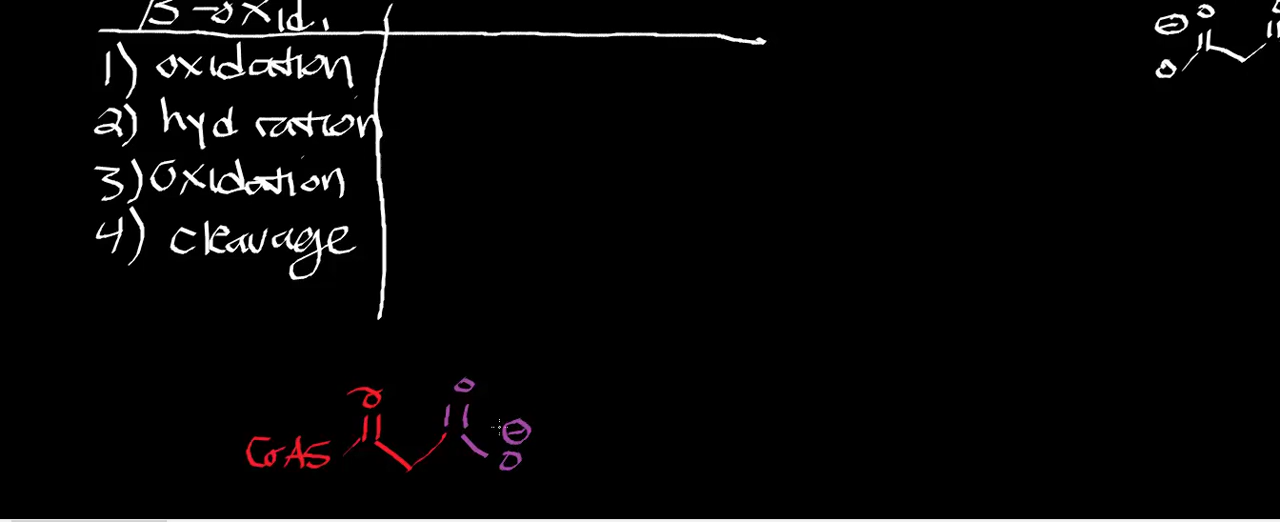 β-oxid.
1) oxidation
2) hydration
3) Oxidation
4) cleavage
O
⊖ O
O
CoAS
O
⊖
O